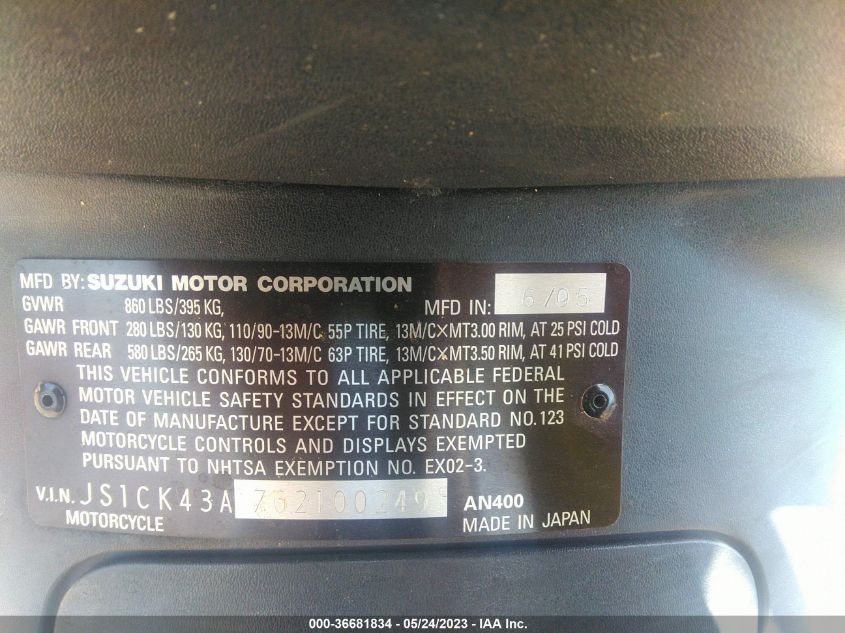 MFD BY: SUZUKI MOTOR CORPORATION
GVWR 860 LBS/395 KG, MFD IN: 6/05
GAWR FRONT 280 LBS/130 KG, 110/90-13M/C 55P TIRE, 13M/C×MT3.00 RIM, AT 25 PSI COLD
GAWR REAR 580 LBS/265 KG, 130/70-13M/C 63P TIRE, 13M/C×MT3.50 RIM, AT 41 PSI COLD
THIS VEHICLE CONFORMS TO ALL APPLICABLE FEDERAL
MOTOR VEHICLE SAFETY STANDARDS IN EFFECT ON THE
DATE OF MANUFACTURE EXCEPT FOR STANDARD NO.123
MOTORCYCLE CONTROLS AND DISPLAYS EXEMPTED
PURSUANT TO NHTSA EXEMPTION NO. EX02-3.
V.I.N. JS1CK43A762100249 AN400
MOTORCYCLE MADE IN JAPAN
000-36681834 / 05/24/2023 - IAA Inc.